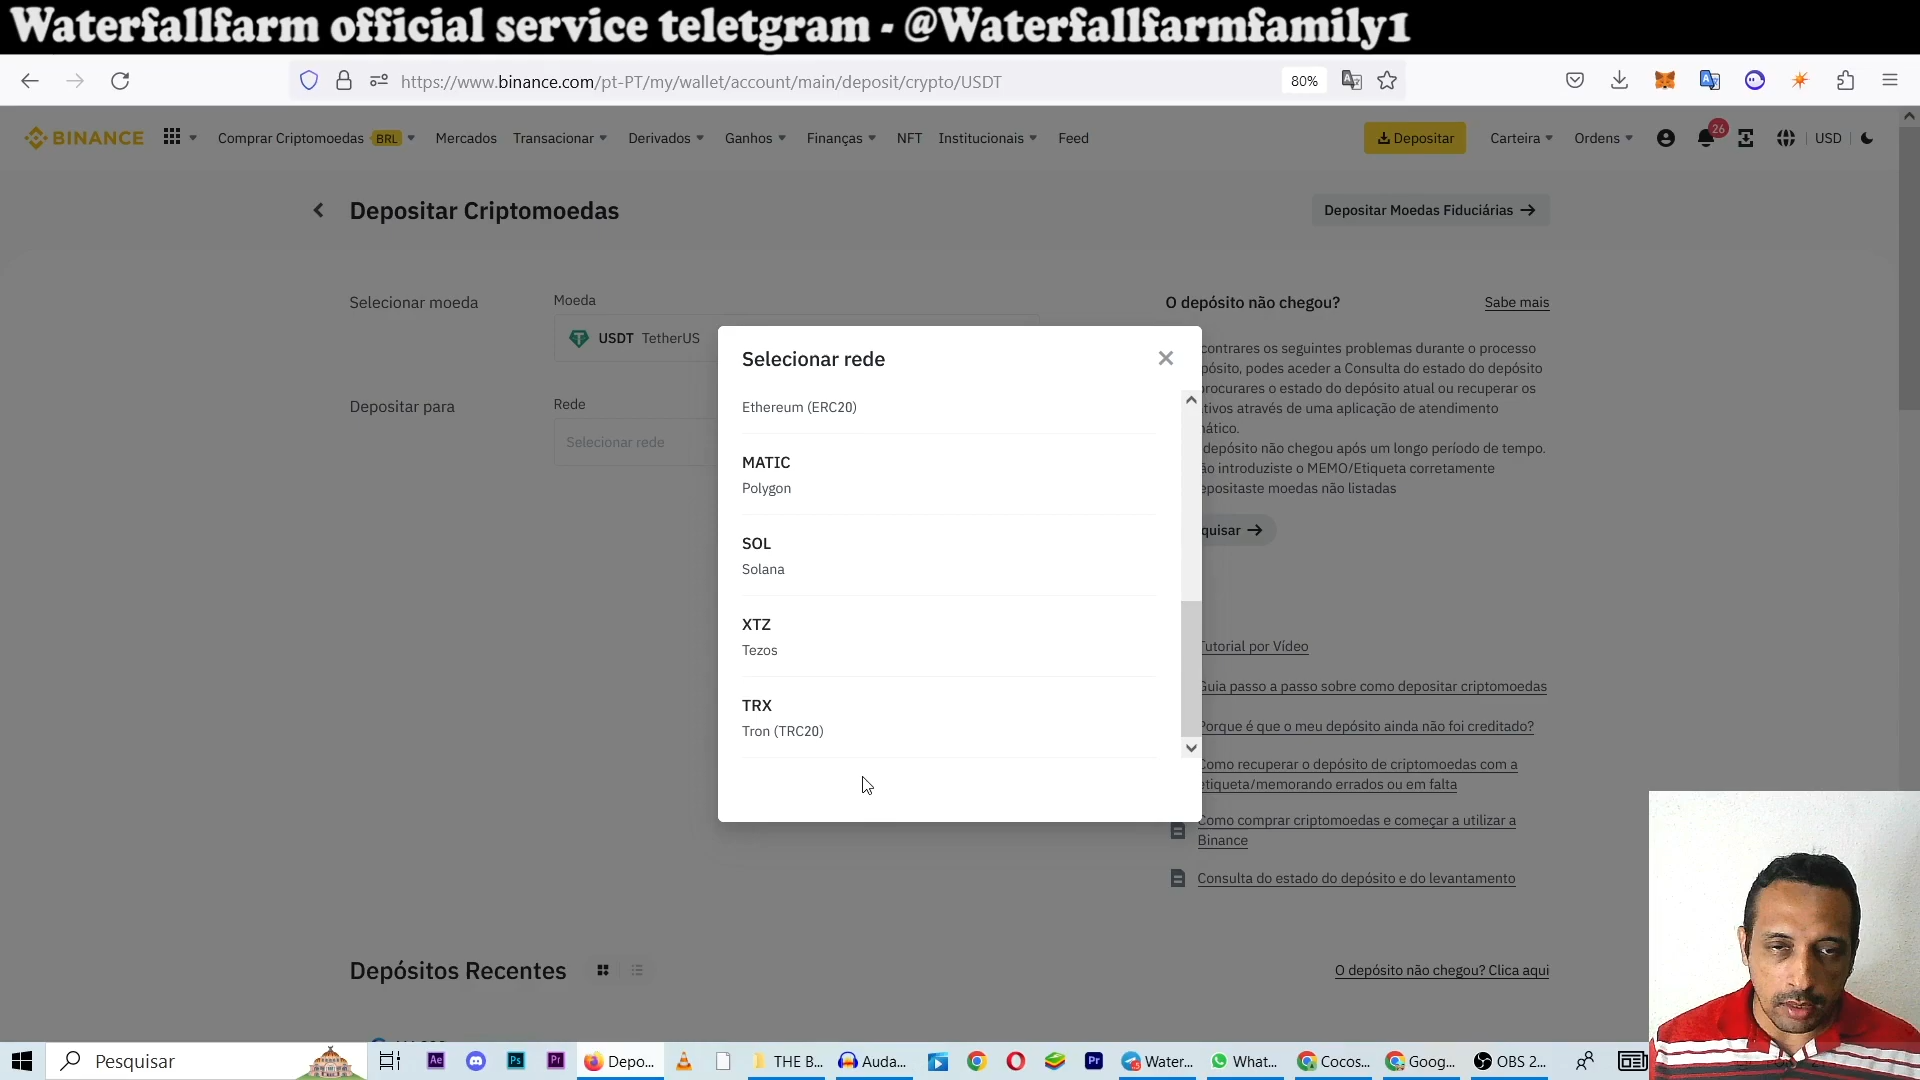 Waterfallfarm official service teletgram - @Waterfallfarmfamily1
https://www.binance.com/pt-PT/my/wallet/account/main/deposit/crypto/USDT
80%
BINANCE
Comprar Criptomoedas BRL
Mercados
Transacionar
Derivados
Ganhos
Finanças
NFT
Institucionais
Feed
Depositar
Carteira
Ordens
26
USD
Depositar Criptomoedas
Depositar Moedas Fiduciárias
Selecionar moeda
Moeda
USDT TetherUS
Depositar para
Rede
Selecionar rede
Selecionar rede
Ethereum (ERC20)
MATIC
Polygon
SOL
Solana
XTZ
Tezos
TRX
Tron (TRC20)
O depósito não chegou?
Sabe mais
contrares os seguintes problemas durante o processo
pósito, podes aceder a Consulta do estado do depósito
procurares o estado do depósito atual ou recuperar os
tivos através de uma aplicação de atendimento
nático.
depósito não chegou após um longo período de tempo.
ão introduziste o MEMO/Etiqueta corretamente
epositaste moedas não listadas
quisar
Tutorial por Vídeo
Guia passo a passo sobre como depositar criptomoedas
Porque é que o meu depósito ainda não foi creditado?
Como recuperar o depósito de criptomoedas com a
etiqueta/memorando errados ou em falta
Como comprar criptomoedas e começar a utilizar a
Binance
Consulta do estado do depósito e do levantamento
Depósitos Recentes
O depósito não chegou? Clica aqui
Pesquisar
Depo...
THE B...
Auda...
Water...
What...
Cocos...
Goog...
OBS 2...